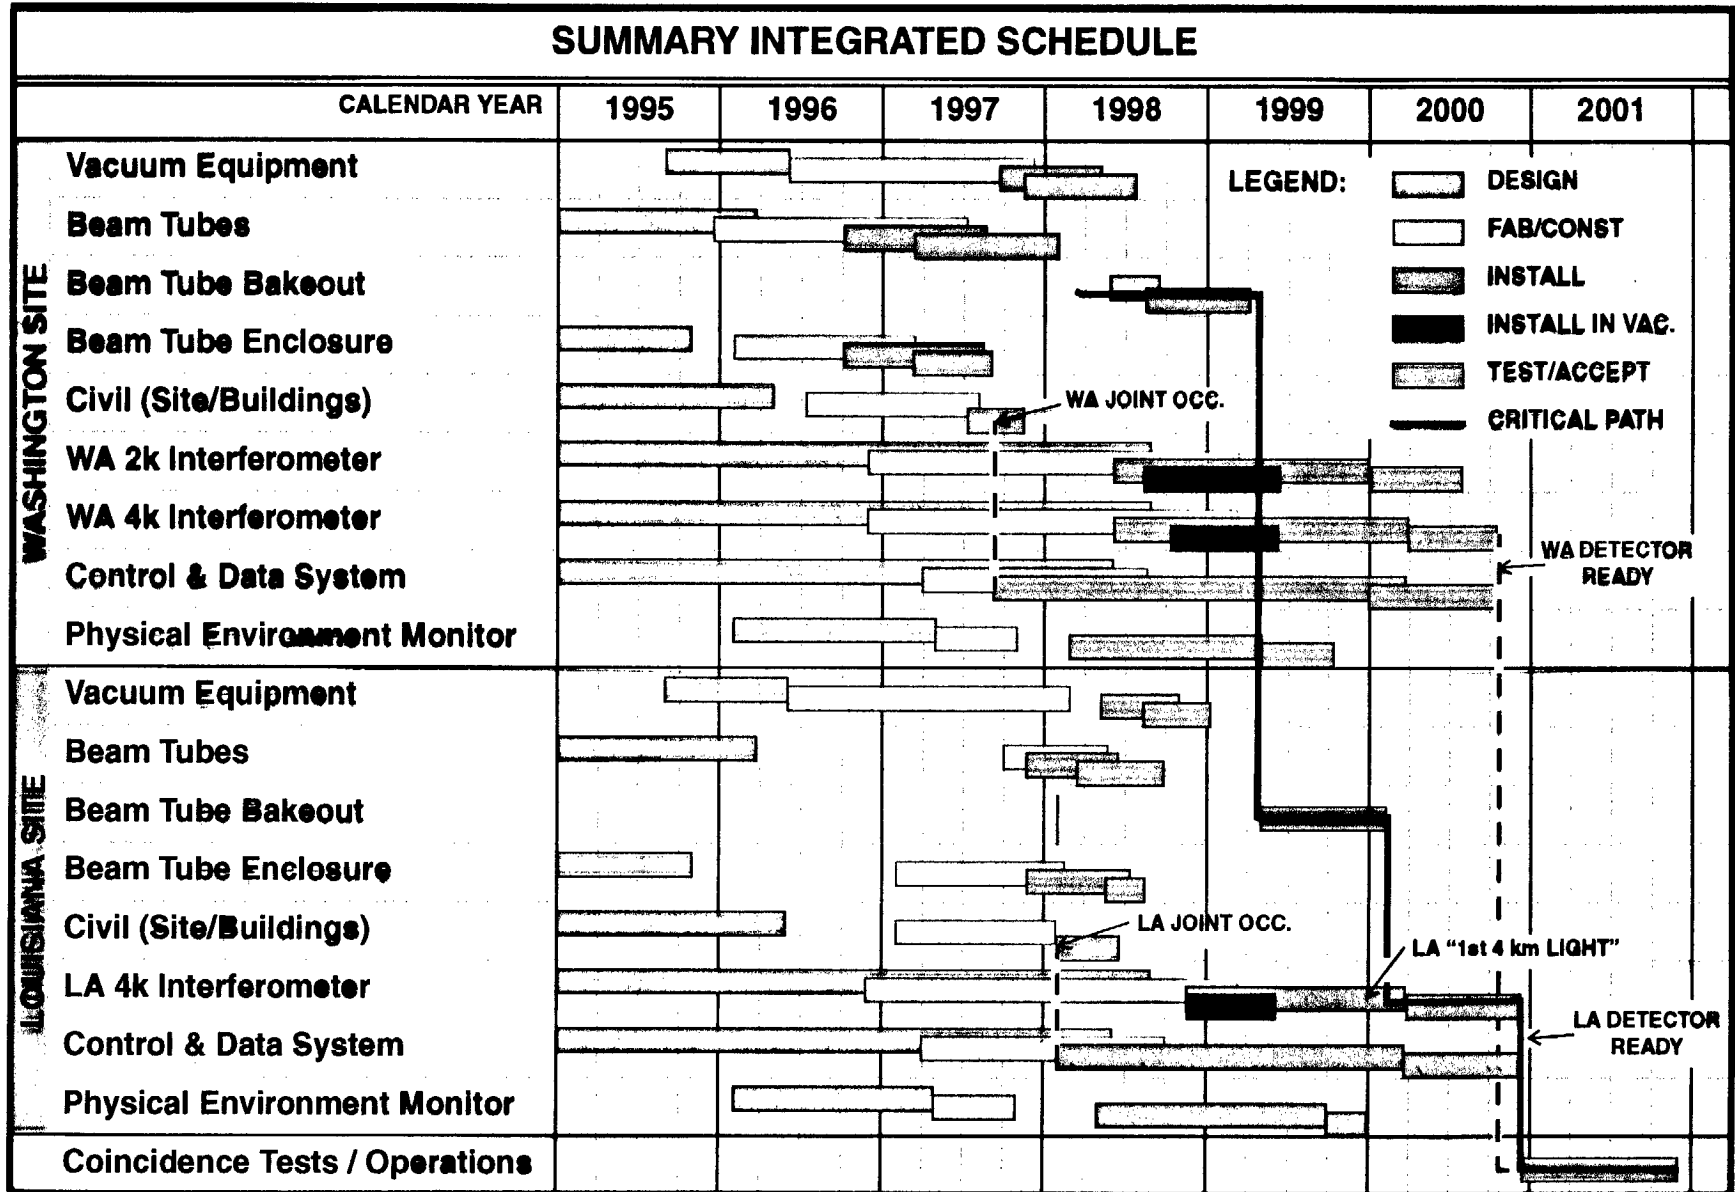 SUMMARY INTEGRATED SCHEDULE
CALENDAR YEAR 1995 1996 1997 1998 1999 2000 2001
WASHINGTON SITE
Vacuum Equipment
Beam Tubes
Beam Tube Bakeout
Beam Tube Enclosure
Civil (Site/Buildings)
WA 2k Interferometer
WA 4k Interferometer
Control & Data System
Physical Environment Monitor
LEGEND:
DESIGN
FAB/CONST
INSTALL
INSTALL IN VAC.
TEST/ACCEPT
CRITICAL PATH
WA JOINT OCC.
WA DETECTOR
READY
LOUISIANA SITE
Vacuum Equipment
Beam Tubes
Beam Tube Bakeout
Beam Tube Enclosure
Civil (Site/Buildings)
LA 4k Interferometer
Control & Data System
Physical Environment Monitor
LA JOINT OCC.
LA "1st 4 km LIGHT"
LA DETECTOR
READY
Coincidence Tests / Operations